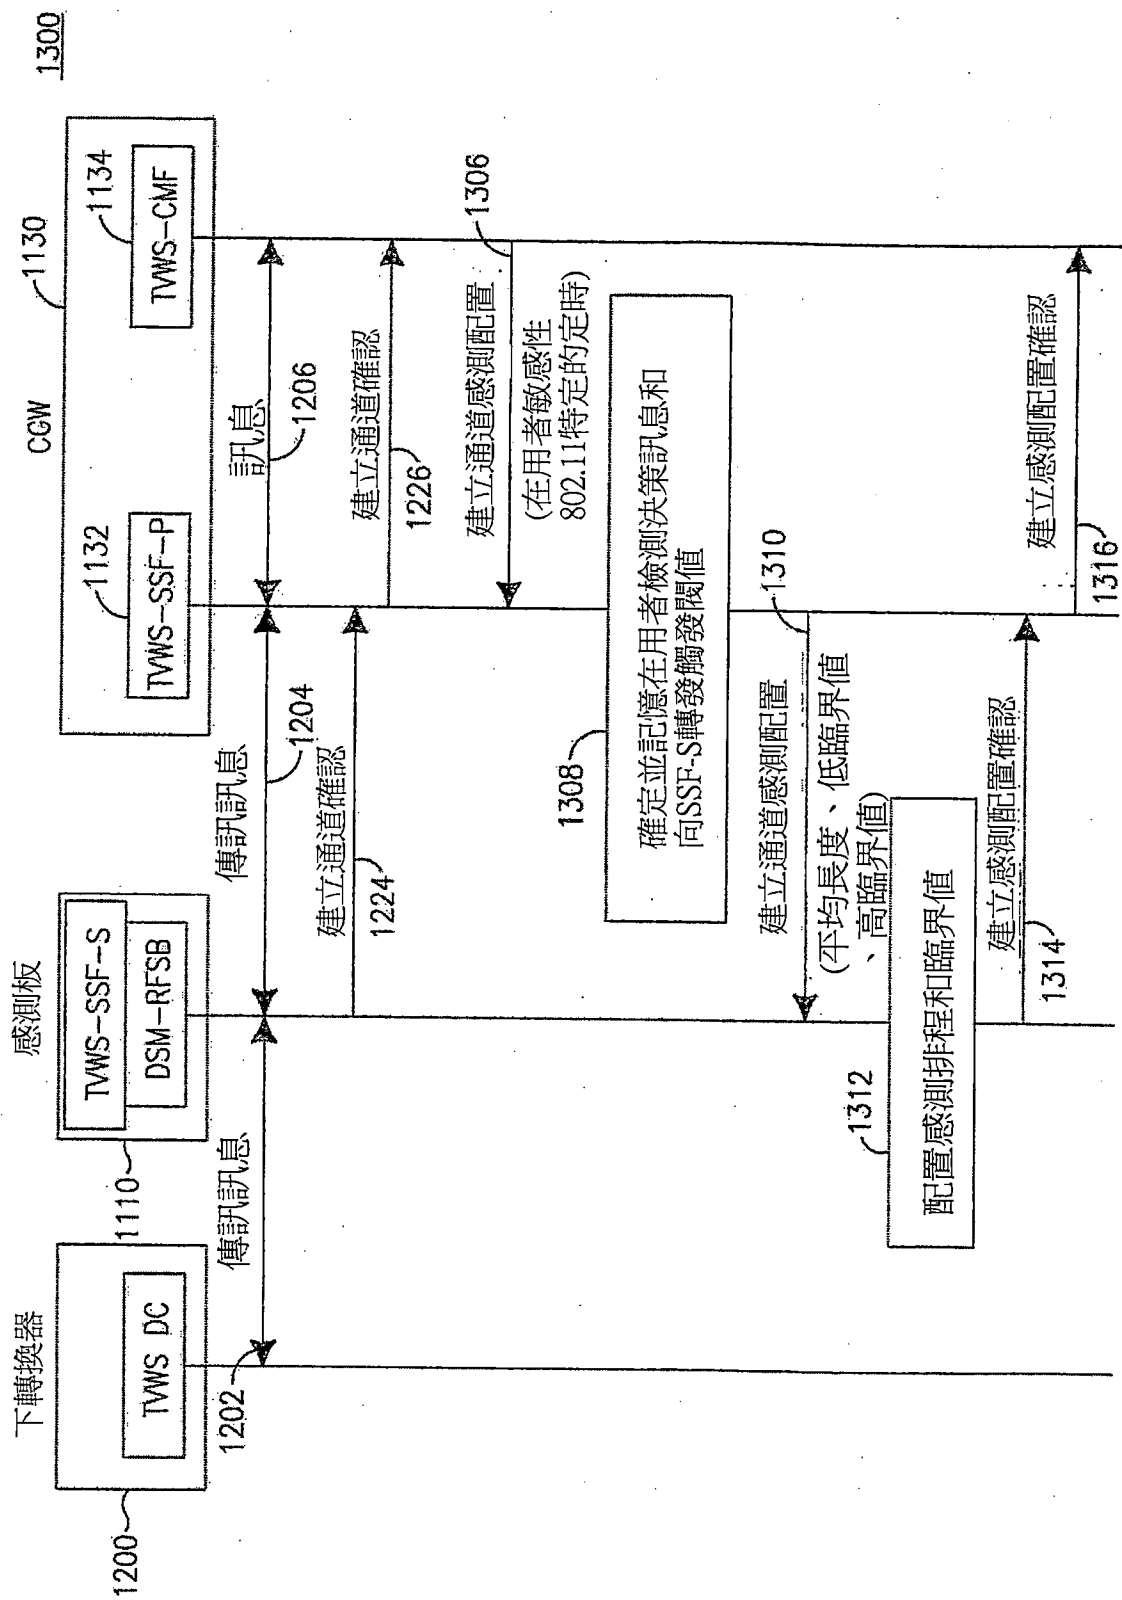 1300
下轉換器
感測板
CGW
1200
1110
1130
TVWS DC
TVWS-SSF-S
DSM-RFSB
1132
TVWS-SSF-P
1134
TVWS-CMF
1202
傳訊訊息
傳訊訊息
1204
訊息
1206
建立通道確認
1224
建立通道確認
1226
建立通道感測配置
1306
(在用者敏感性
802.11特定的定時)
1308
確定並記憶在用者檢測決策訊息和
向SSF-S轉發觸發閥值
建立通道感測配置
1310
(平均長度、低臨界值
、高臨界值)
1312
配置感測排程和臨界值
建立感測配置確認
1314
建立感測配置確認
1316